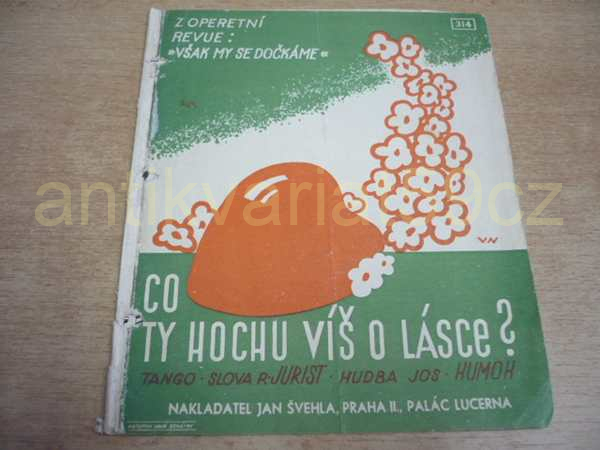 Z OPERETNÍ
REVUE:
»VŠAK MY SE DOČKÁME«
314
V.N
CO
TY HOCHU VÍŠ O LÁSCE?
TANGO · SLOVA R. JURIST · HUDBA JOS · HUMOH
NAKLADATEL JAN ŠVEHLA, PRAHA II., PALÁC LUCERNA